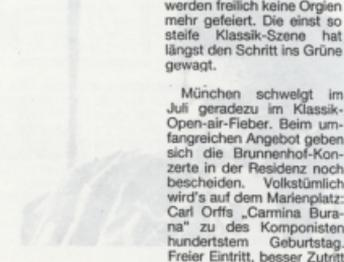 werden freilich keine Orgien
mehr gefeiert. Die einst so
steife Klassik-Szene hat
längst den Schritt ins Grüne
gewagt.
München schwelgt im
Juli geradezu im Klassik-
Open-air-Fieber. Beim um-
fangreichen Angebot geben
sich die Brunnenhof-Kon-
zerte in der Residenz noch
bescheiden. Volkstümlich
wird's auf dem Marienplatz:
Carl Orffs „Carmina Bura-
na" zu des Komponisten
hundertstem Geburtstag.
Freier Eintritt, besser Zutritt